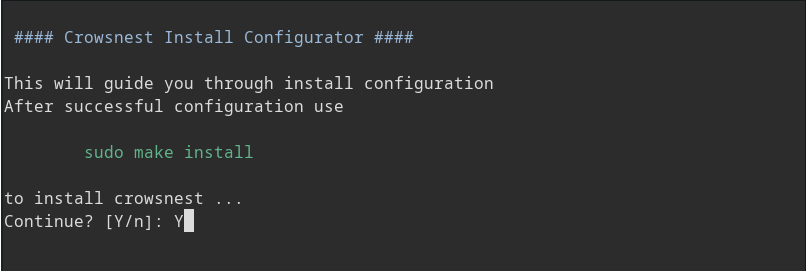 #### Crowsnest Install Configurator ####
This will guide you through install configuration
After successful configuration use
sudo make install
to install crowsnest ...
Continue? [Y/n]: Y